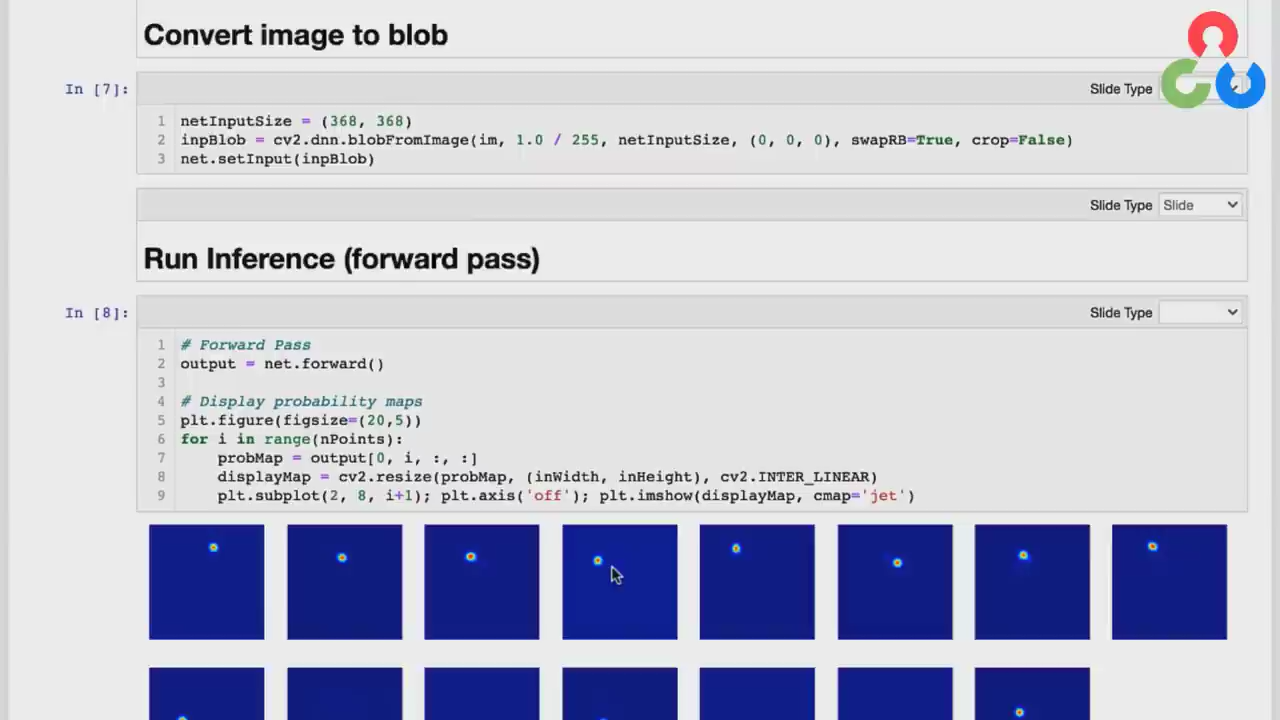 Convert image to blob
In [7]:
Slide Type
1 netInputSize = (368, 368)
2 inpBlob = cv2.dnn.blobFromImage(im, 1.0 / 255, netInputSize, (0, 0, 0), swapRB=True, crop=False)
3 net.setInput(inpBlob)
Slide Type Slide
Run Inference (forward pass)
In [8]:
Slide Type
1 # Forward Pass
2 output = net.forward()
3
4 # Display probability maps
5 plt.figure(figsize=(20,5))
6 for i in range(nPoints):
7     probMap = output[0, i, :, :]
8     displayMap = cv2.resize(probMap, (inWidth, inHeight), cv2.INTER_LINEAR)
9     plt.subplot(2, 8, i+1); plt.axis('off'); plt.imshow(displayMap, cmap='jet')